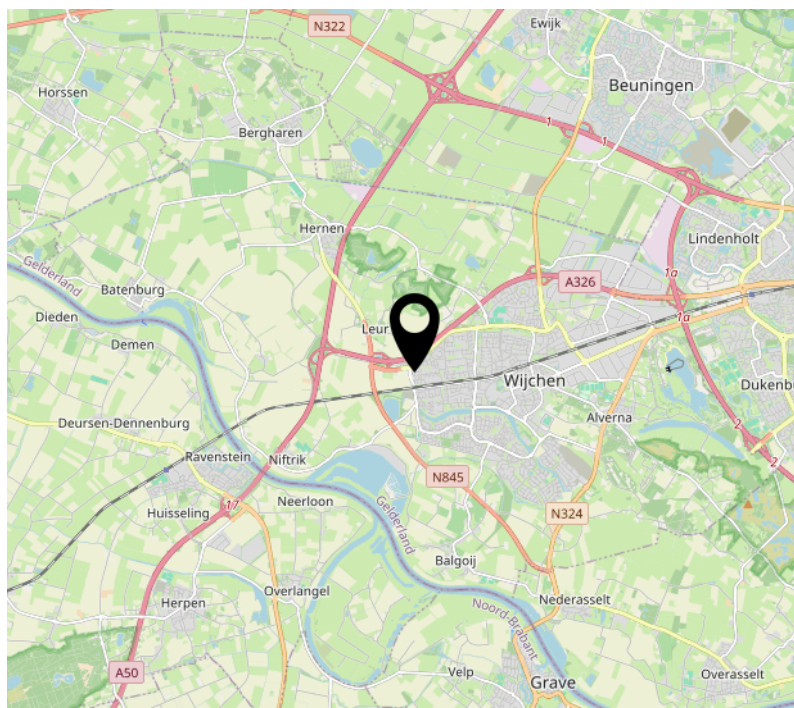 N322
Ewijk
Beuningen
Horssen
1
Bergharen
1
Hernen
Lindenholt
Gelderland
1a
A326
Batenburg
Dieden
1a
Leur
Demen
Wijchen
Dukenbu
Alverna
Deursen-Dennenburg
2
Ravenstein
Niftrik
2
N845
Neerloon
17
Huisseling
Gelderland
N324
Balgoij
Overlangel
Nederasselt
Herpen
Noord-Brabant
A50
Velp
Overasselt
Grave